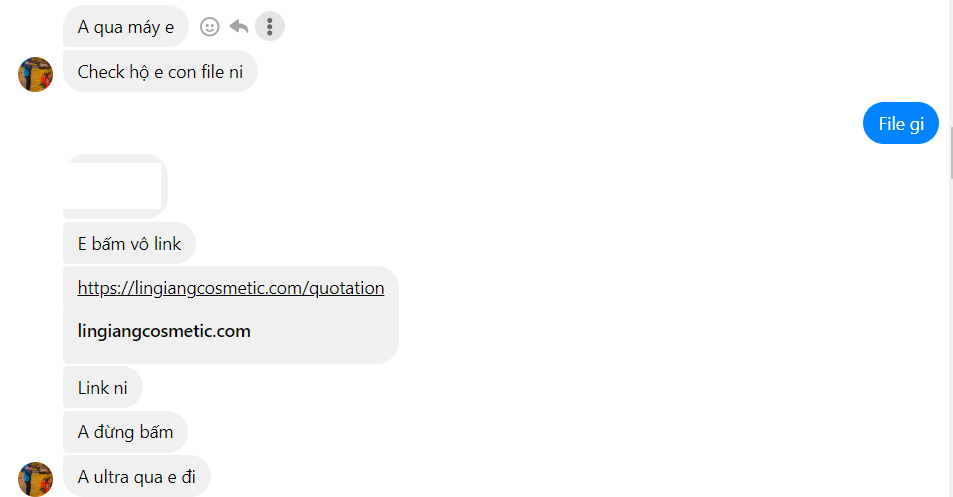 A qua máy e
Check hộ e con file ni
File gi
E bấm vô link
https://lingiangcosmetic.com/quotation
lingiangcosmetic.com
Link ni
A đừng bấm
A ultra qua e đi